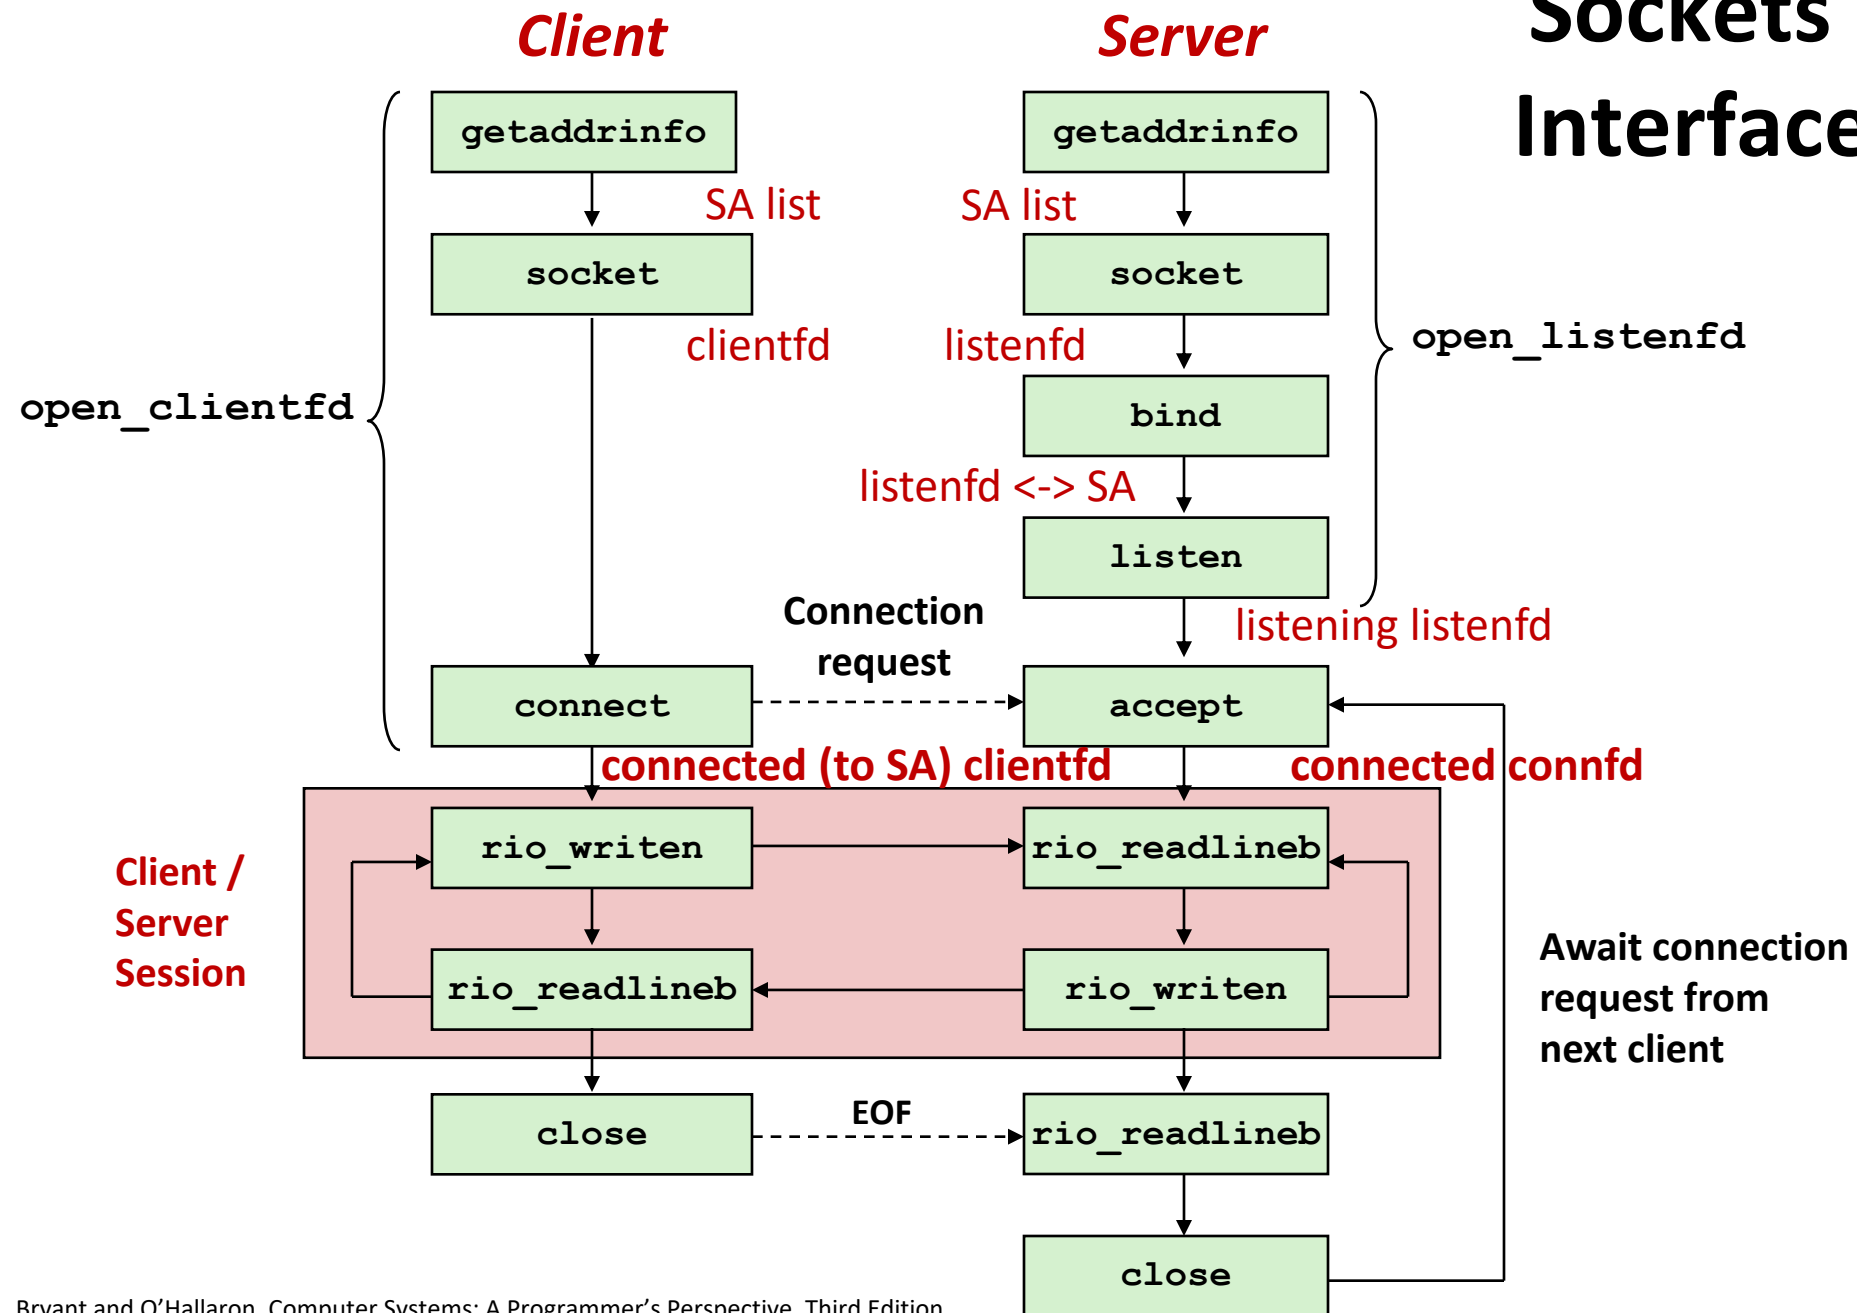 Sockets
Interface
Client
Server
getaddrinfo
getaddrinfo
SA list
SA list
socket
socket
clientfd
listenfd
open_listenfd
open_clientfd
bind
listenfd <-> SA
listen
Connection
request
listening listenfd
connect
accept
connected (to SA) clientfd
connected connfd
Client /
Server
Session
rio_writen
rio_readlineb
rio_readlineb
rio_writen
Await connection
request from
next client
close
EOF
rio_readlineb
close
Bryant and O'Hallaron, Computer Systems: A Programmer's Perspective, Third Edition